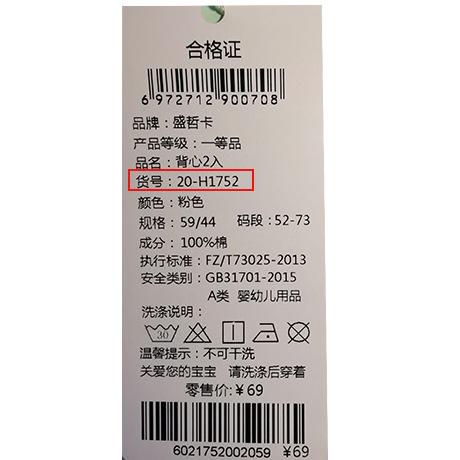 合格证
6 972712 900708
品牌：盛哲卡
产品等级：一等品
品名：背心2入
货号：20-H1752
颜色：粉色
规格：59/44 码段：52-73
成分：100%棉
执行标准：FZ/T73025-2013
安全类别：GB31701-2015
A类 婴幼儿用品
洗涤说明：
30
温馨提示：不可干洗
关爱您的宝宝 请洗涤后穿着
零售价:¥69
6021752002059 ¥69